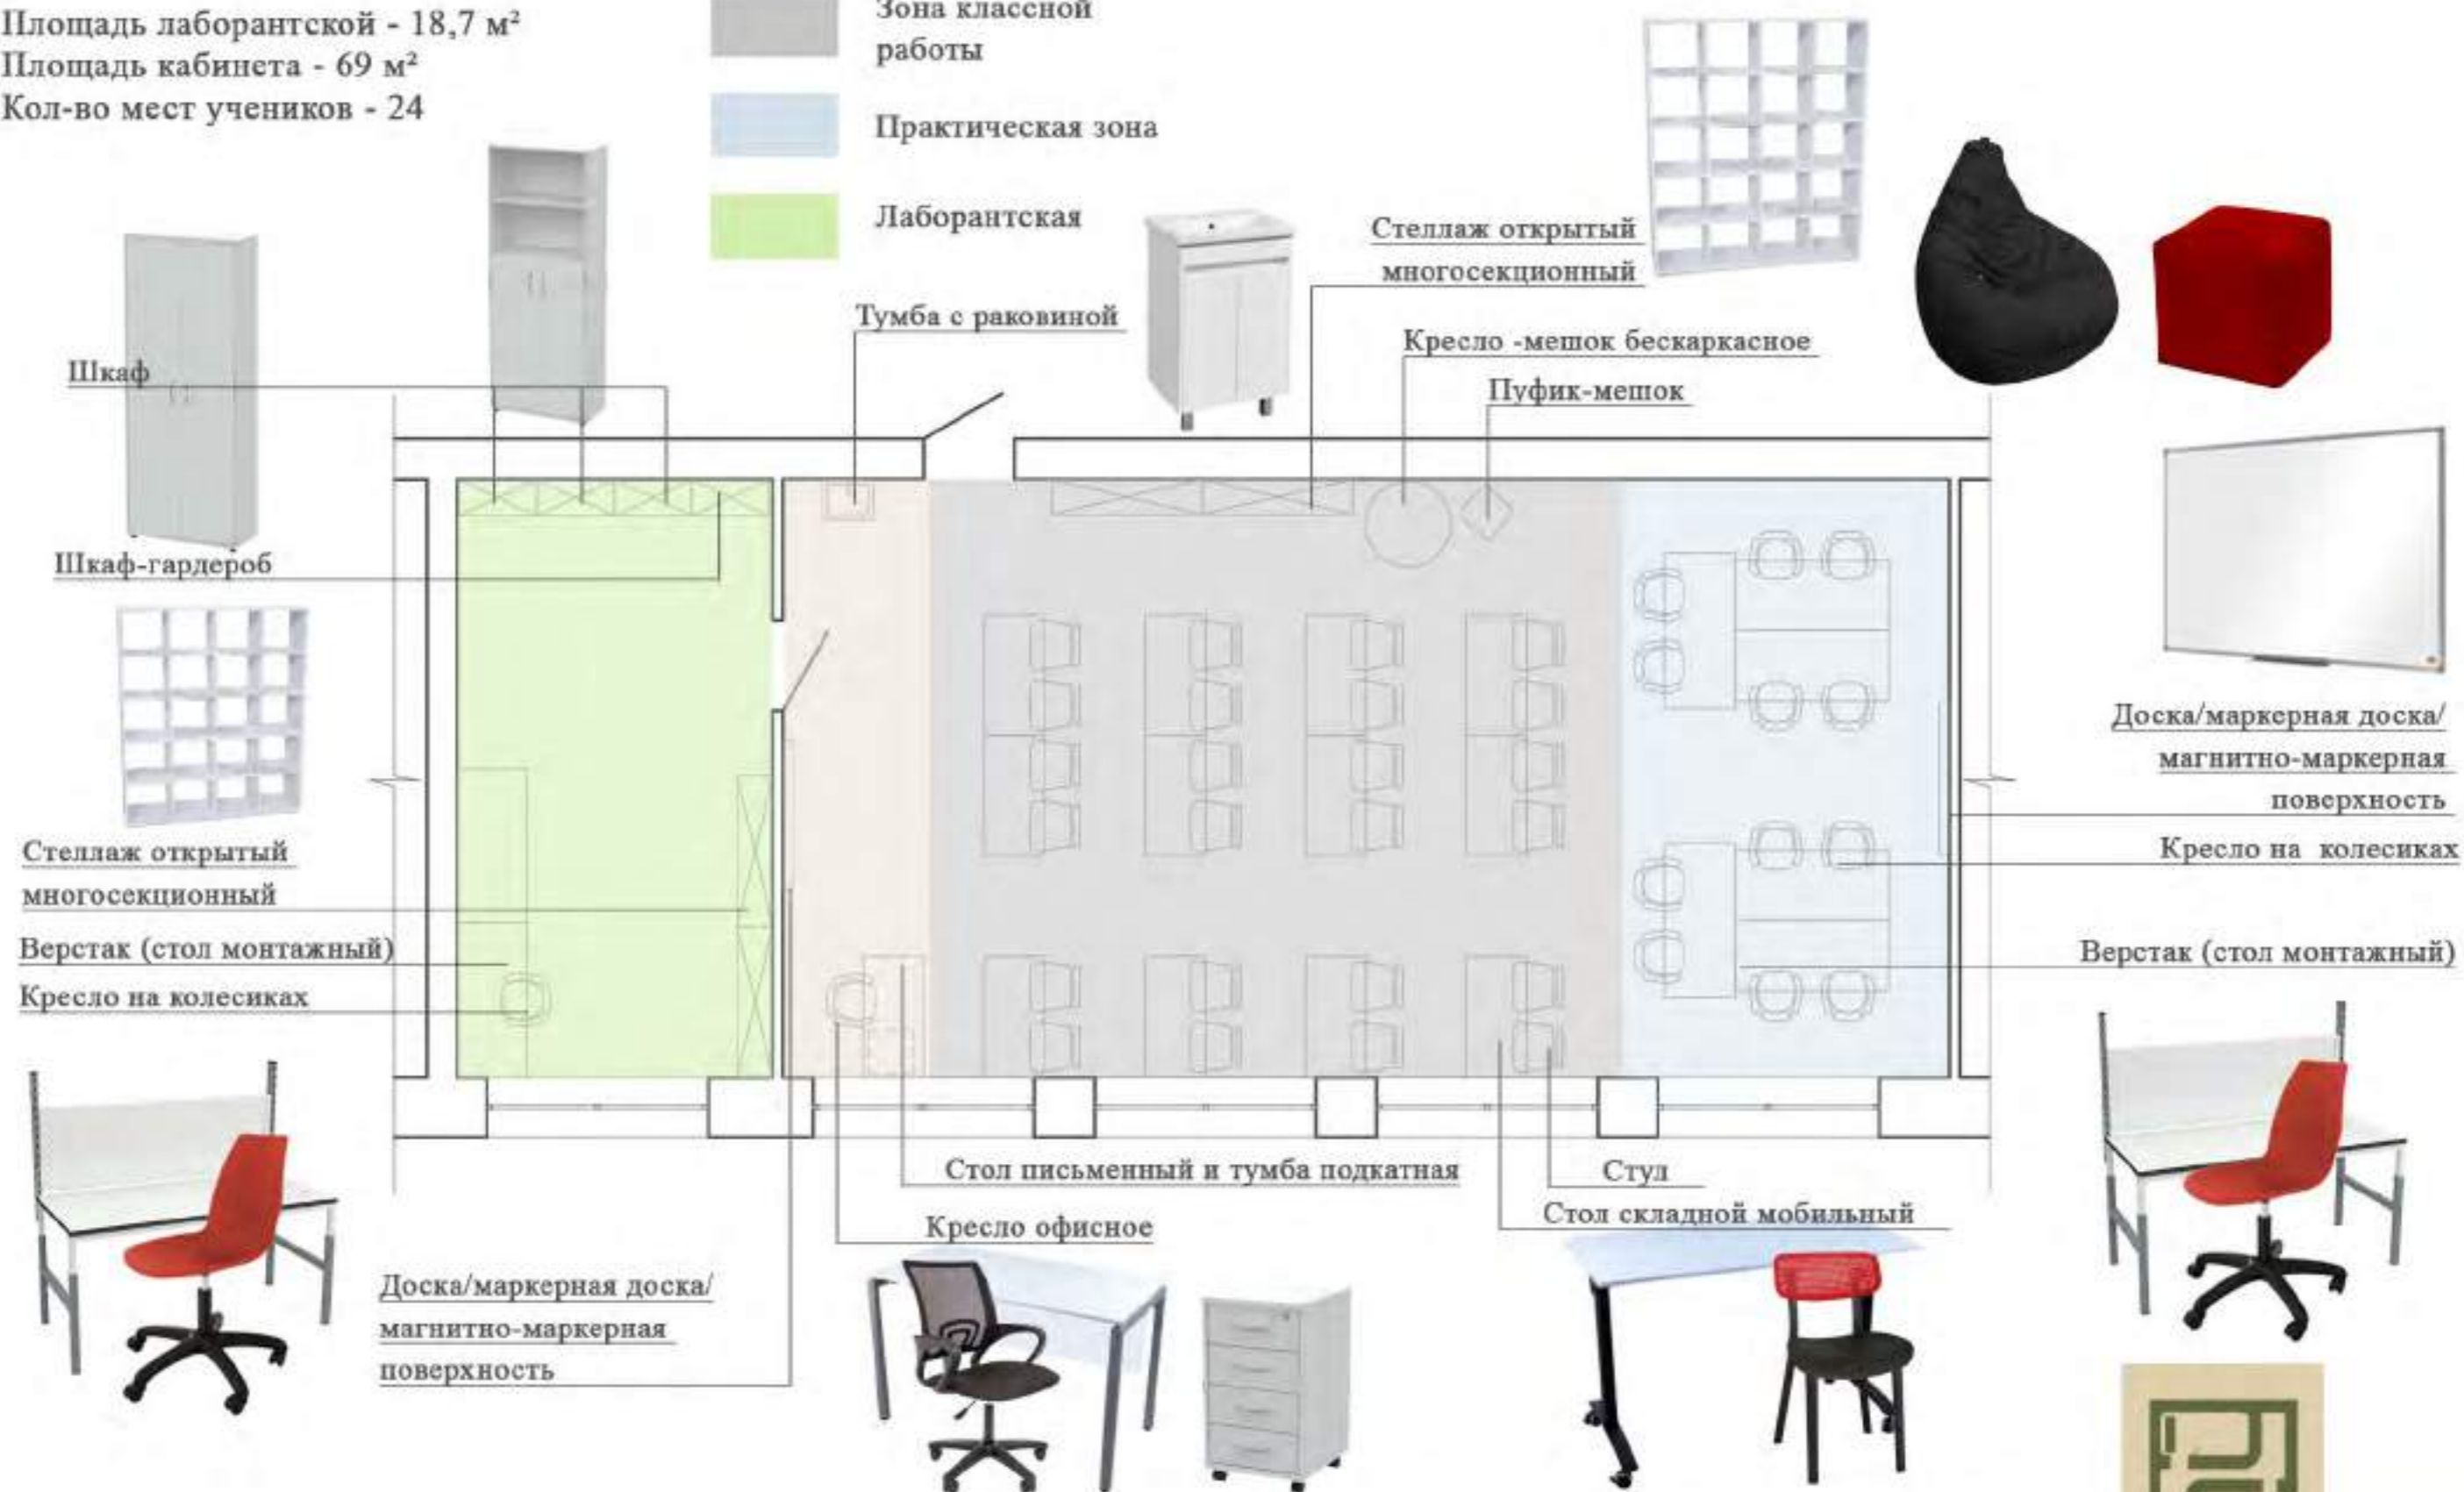 Площадь лаборантской - 18,7 м²
Площадь кабинета - 69 м²
Кол-во мест учеников - 24
Зона классной
работы
Практическая зона
Лаборантская
Стеллаж открытый
многосекционный
Тумба с раковиной
Кресло -мешок бескаркасное
Пуфик-мешок
Шкаф
Шкаф-гардероб
Доска/маркерная доска/
магнитно-маркерная
поверхность
Кресло на колесиках
Стеллаж открытый
многосекционный
Верстак (стол монтажный)
Кресло на колесиках
Верстак (стол монтажный)
Стол письменный и тумба подкатная
Стул
Стол складной мобильный
Кресло офисное
Доска/маркерная доска/
магнитно-маркерная
поверхность